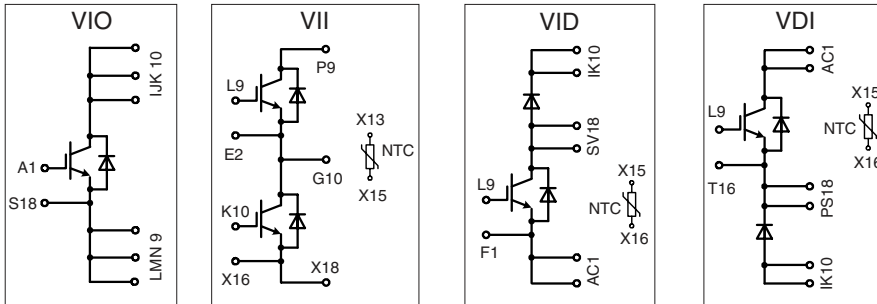 VIO
IJK 10
A1
S18
LMN 9
VII
P9
L9
E2
X13
NTC
X15
G10
K10
X16
X18
VID
IK10
SV18
L9
X15
NTC
X16
F1
AC1
VDI
AC1
L9
X15
NTC
X16
T16
PS18
IK10